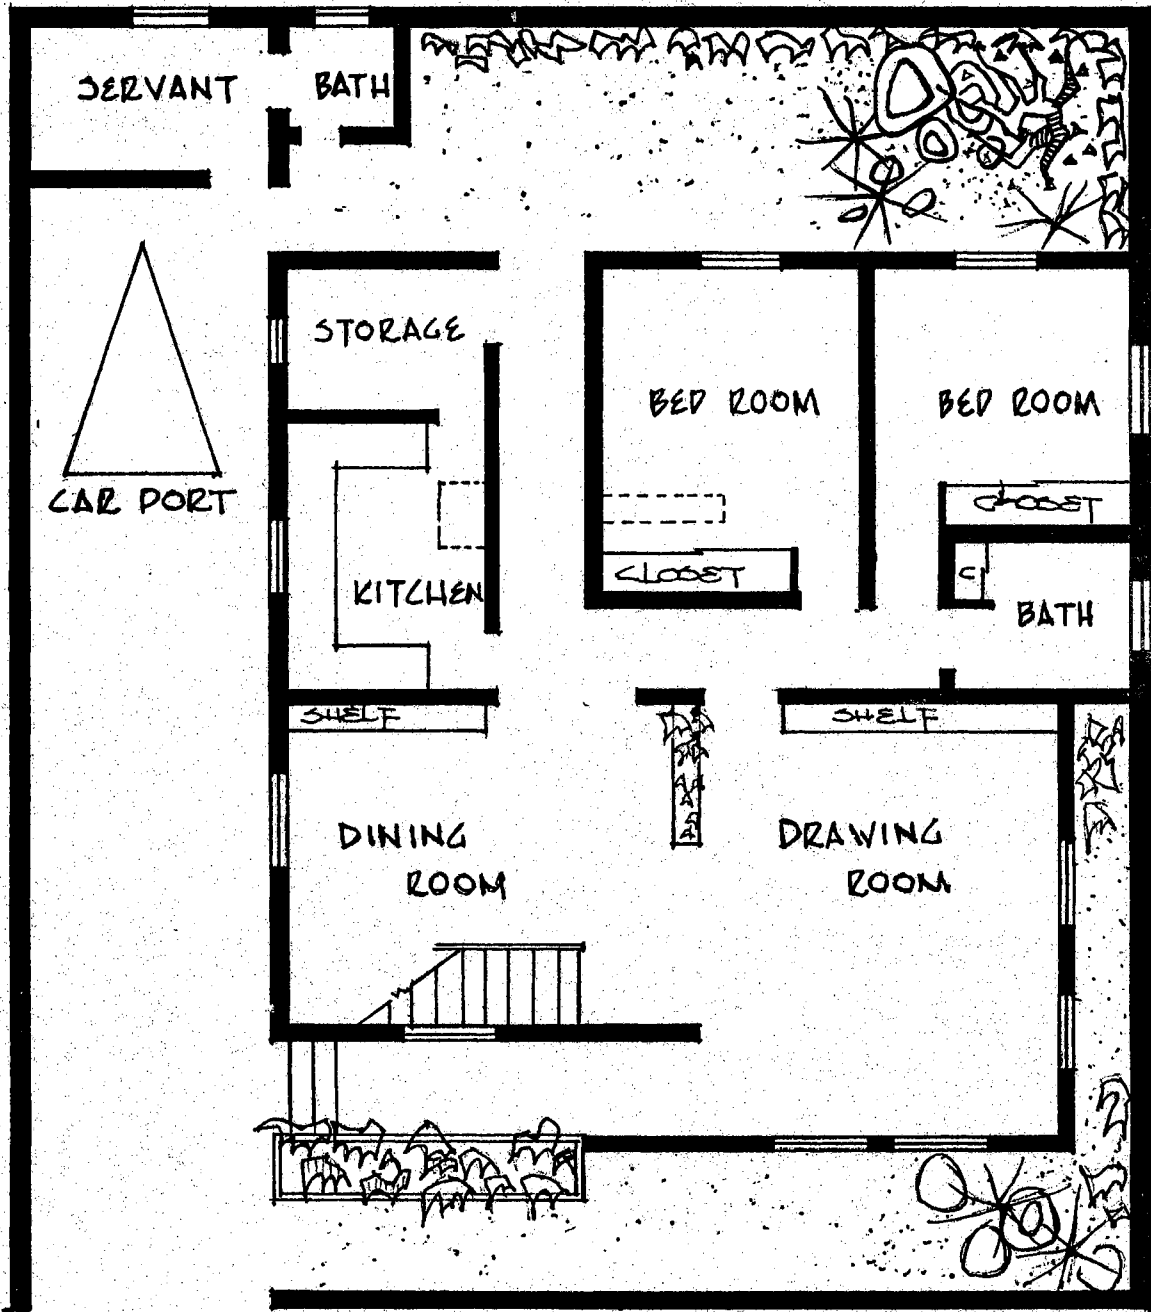 SERVANT
BATH
STORAGE
BED ROOM
BED ROOM
CAR PORT
CLOSET
KITCHEN
CLOSET
CL
BATH
SHELF
SHELF
DINING
ROOM
DRAWING
ROOM